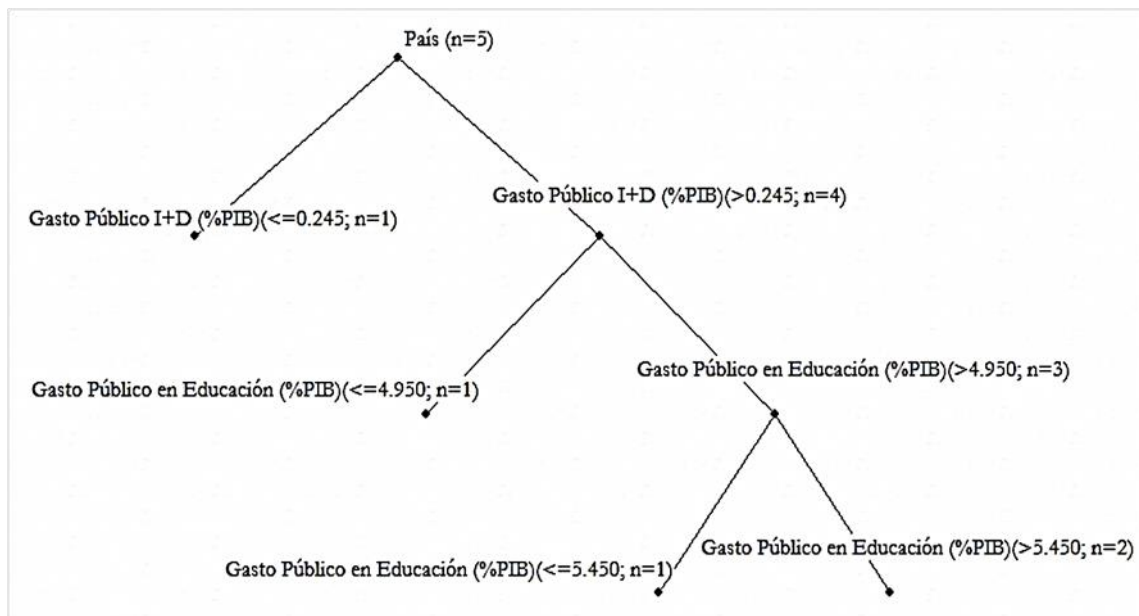 País (n=5)
Gasto Público I+D (%PIB)(>0.245; n=4)
Gasto Público I+D (%PIB)(<=0.245; n=1)
Gasto Público en Educación (%PIB)(>4.950; n=3)
Gasto Público en Educación (%PIB)(<=4.950; n=1)
Gasto Público en Educación (%PIB)(>5.450; n=2)
Gasto Público en Educación (%PIB)(<=5.450; n=1)